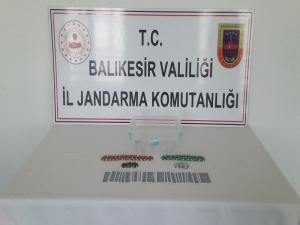 T.C.
BALIKESİR VALİLİĞİ
İL JANDARMA KOMUTANLIĞI